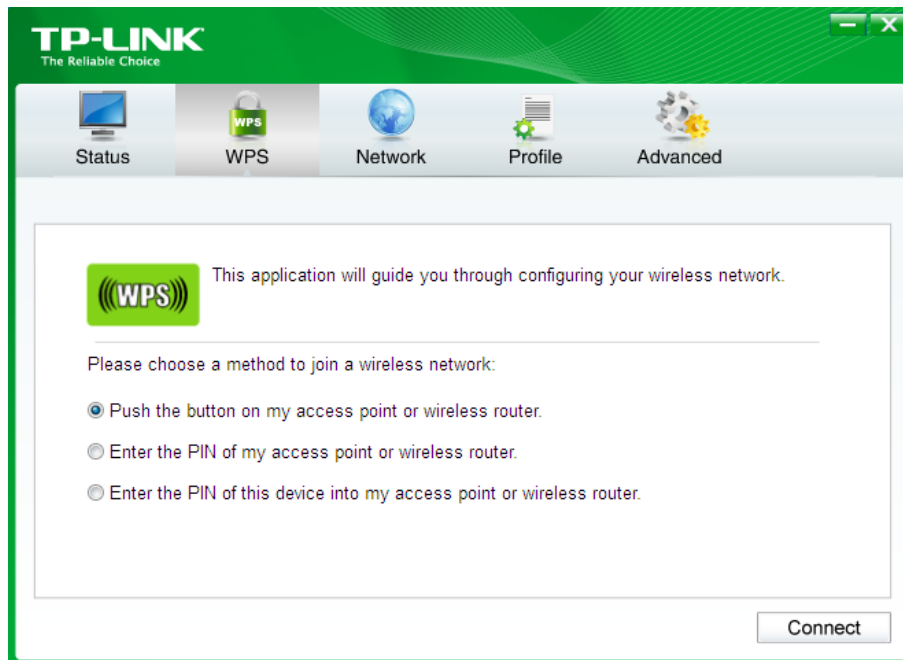 TP-LINK
The Reliable Choice
Status
WPS
WPS
Network
Profile
Advanced
WPS
This application will guide you through configuring your wireless network.
Please choose a method to join a wireless network:
Push the button on my access point or wireless router.
Enter the PIN of my access point or wireless router.
Enter the PIN of this device into my access point or wireless router.
Connect